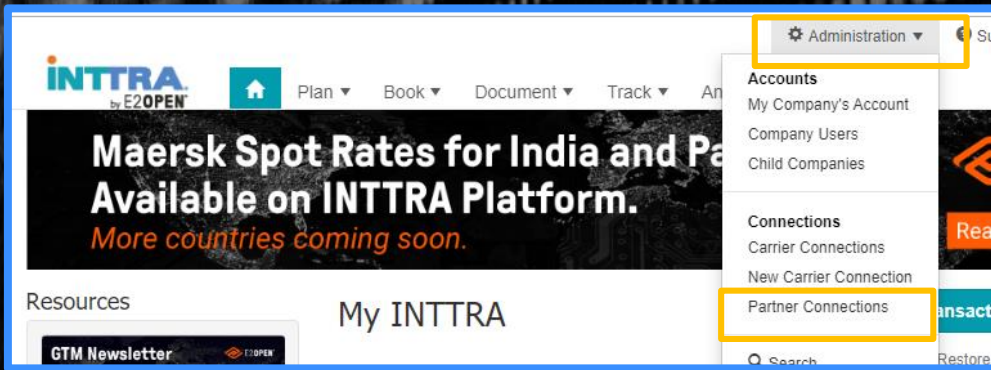 Administration
INTTRA
by E2OPEN
Plan
Book
Document
Track
Accounts
My Company's Account
Company Users
Child Companies
Connections
Carrier Connections
New Carrier Connection
Partner Connections
Search
Maersk Spot Rates for India and
Available on INTTRA Platform.
More countries coming soon.
Resources
My INTTRA
GTM Newsletter
E2OPEN
Restore